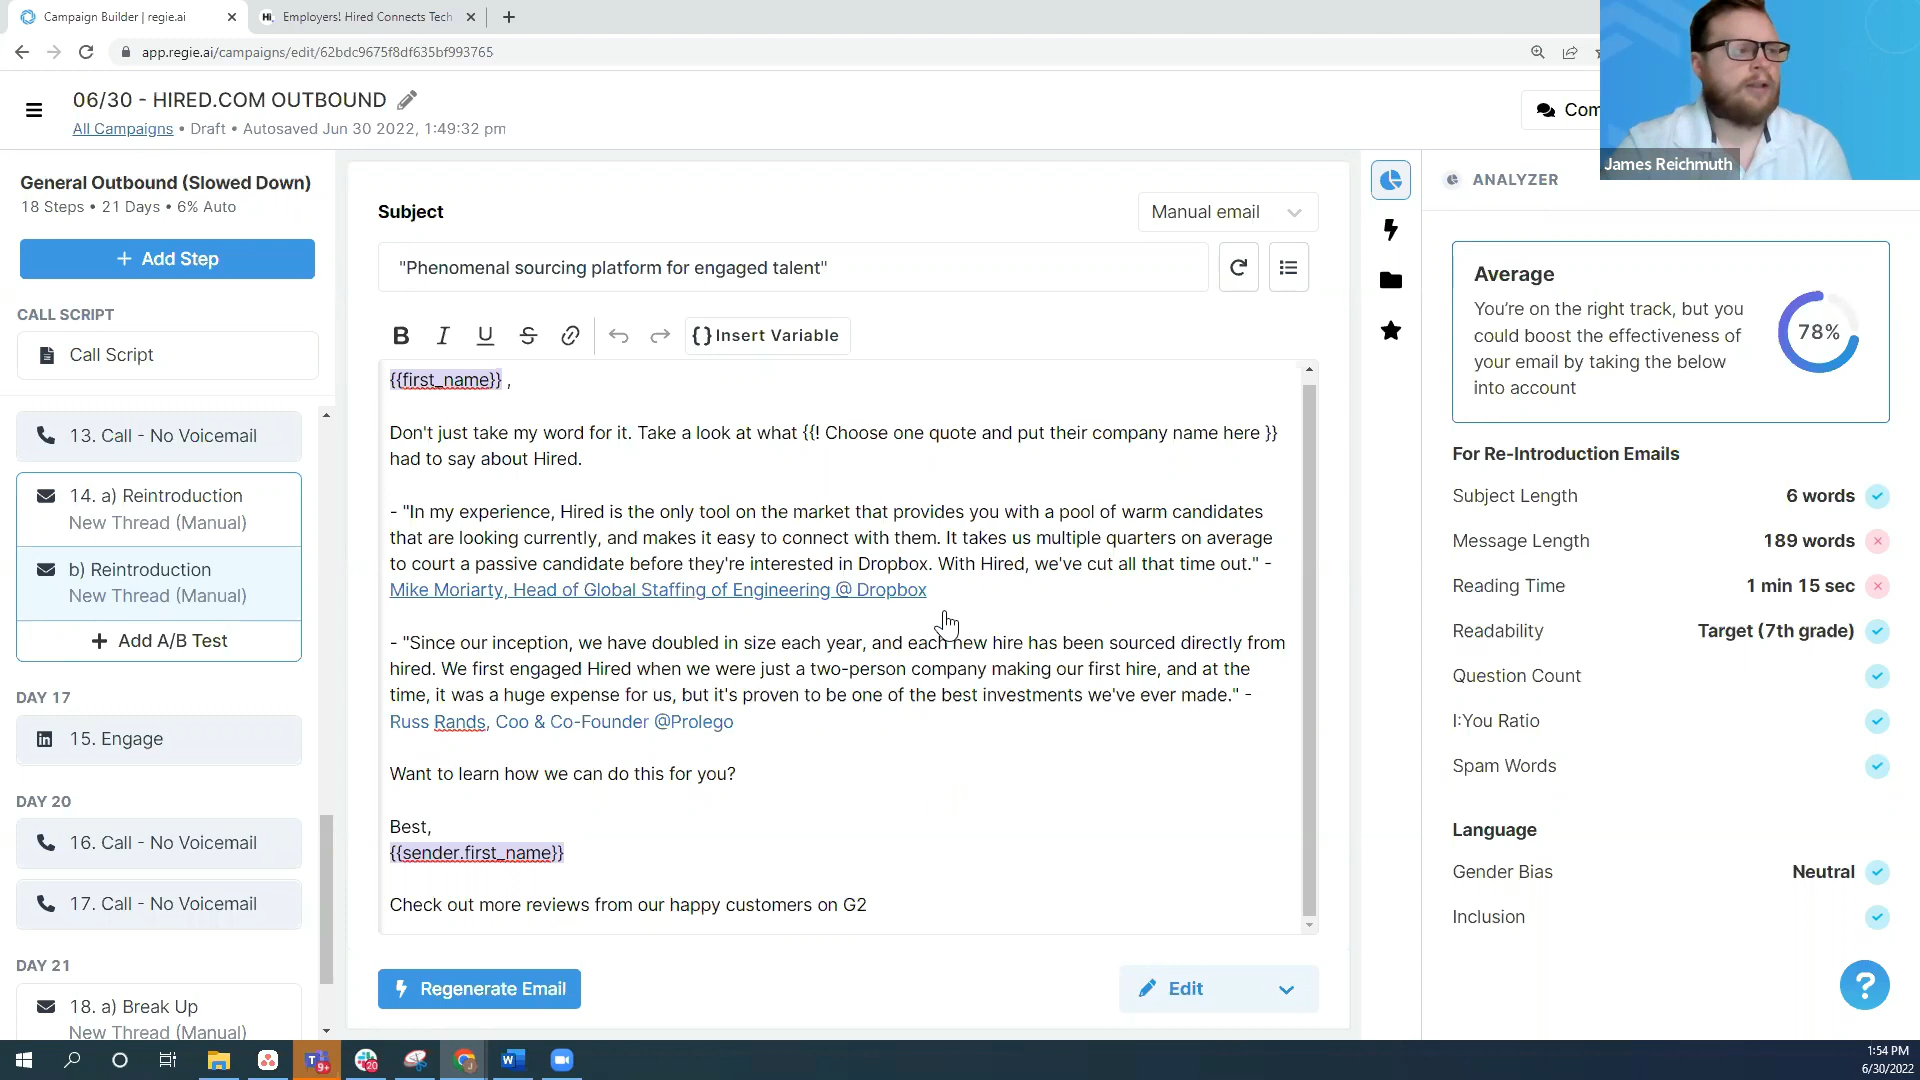 Campaign Builder | regie.ai
Employers! Hired Connects Tech
app.regie.ai/campaigns/edit/62bdc9675f8df635bf993765
06/30 - HIRED.COM OUTBOUND
All Campaigns • Draft • Autosaved Jun 30 2022, 1:49:32 pm
Com
James Reichmuth
General Outbound (Slowed Down)
18 Steps • 21 Days • 6% Auto
+ Add Step
CALL SCRIPT
Call Script
13. Call - No Voicemail
14. a) Reintroduction
New Thread (Manual)
b) Reintroduction
New Thread (Manual)
+ Add A/B Test
DAY 17
15. Engage
DAY 20
16. Call - No Voicemail
17. Call - No Voicemail
DAY 21
18. a) Break Up
New Thread (Manual)
Subject
Manual email
"Phenomenal sourcing platform for engaged talent"
B I U S {} Insert Variable
{{first_name}} ,
Don't just take my word for it. Take a look at what {{! Choose one quote and put their company name here }}
had to say about Hired.
- "In my experience, Hired is the only tool on the market that provides you with a pool of warm candidates
that are looking currently, and makes it easy to connect with them. It takes us multiple quarters on average
to court a passive candidate before they're interested in Dropbox. With Hired, we've cut all that time out." -
Mike Moriarty, Head of Global Staffing of Engineering @ Dropbox
- "Since our inception, we have doubled in size each year, and each new hire has been sourced directly from
hired. We first engaged Hired when we were just a two-person company making our first hire, and at the
time, it was a huge expense for us, but it's proven to be one of the best investments we've ever made." -
Russ Rands, Coo & Co-Founder @Prolego
Want to learn how we can do this for you?
Best,
{{sender.first_name}}
Check out more reviews from our happy customers on G2
Regenerate Email
Edit
ANALYZER
Average
You're on the right track, but you
could boost the effectiveness of
your email by taking the below
into account
78%
For Re-Introduction Emails
Subject Length 6 words
Message Length 189 words
Reading Time 1 min 15 sec
Readability Target (7th grade)
Question Count
I:You Ratio
Spam Words
Language
Gender Bias Neutral
Inclusion
?
9+
20
1:54 PM
6/30/2022